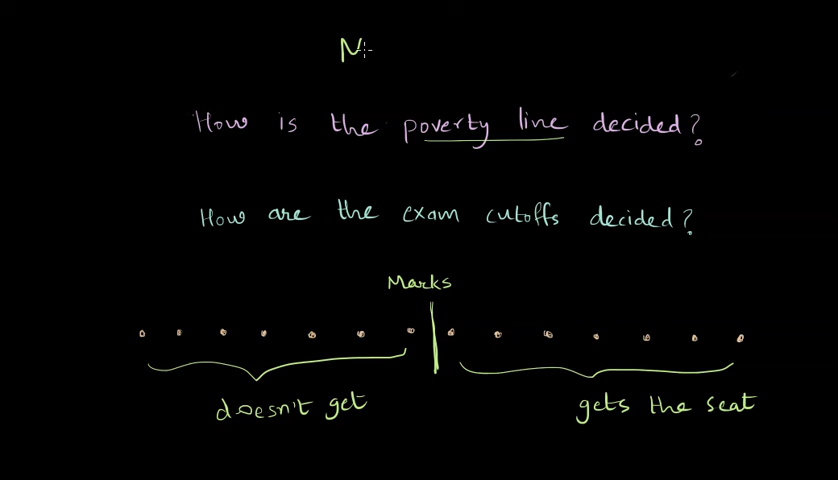 N
How is the poverty line decided?
How are the exam cutoffs decided?
Marks
doesn't get
gets the seat